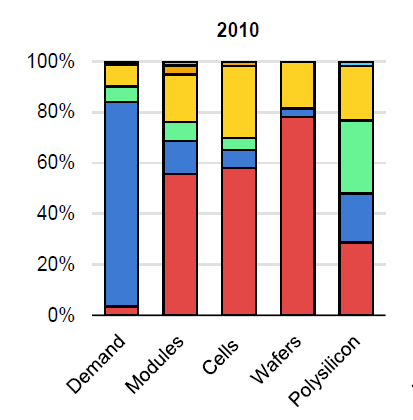 2010
100%
80%
60%
40%
20%
0%
Demand
Modules
Cells
Wafers
Polysilicon